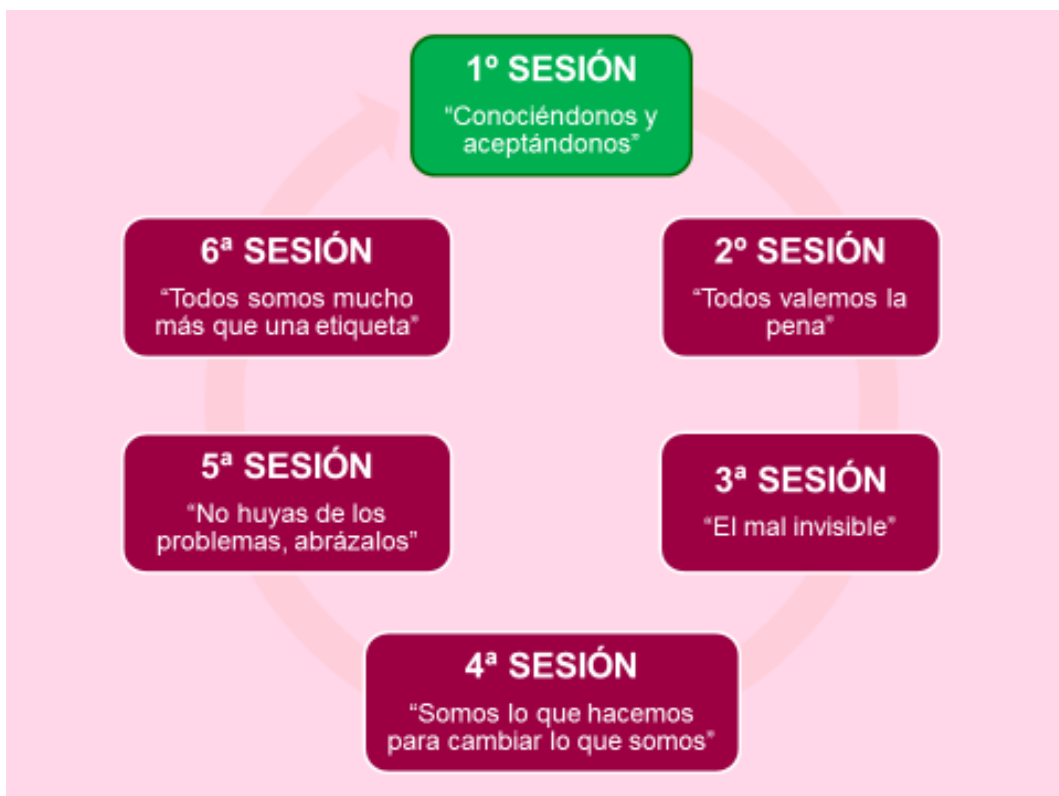 1º SESIÓN
“Conociéndonos y
aceptándonos”
2º SESIÓN
“Todos valemos la
pena”
3ª SESIÓN
“El mal invisible”
4ª SESIÓN
“Somos lo que hacemos
para cambiar lo que somos”
5ª SESIÓN
“No huyas de los
problemas, abrázalos”
6ª SESIÓN
“Todos somos mucho
más que una etiqueta”